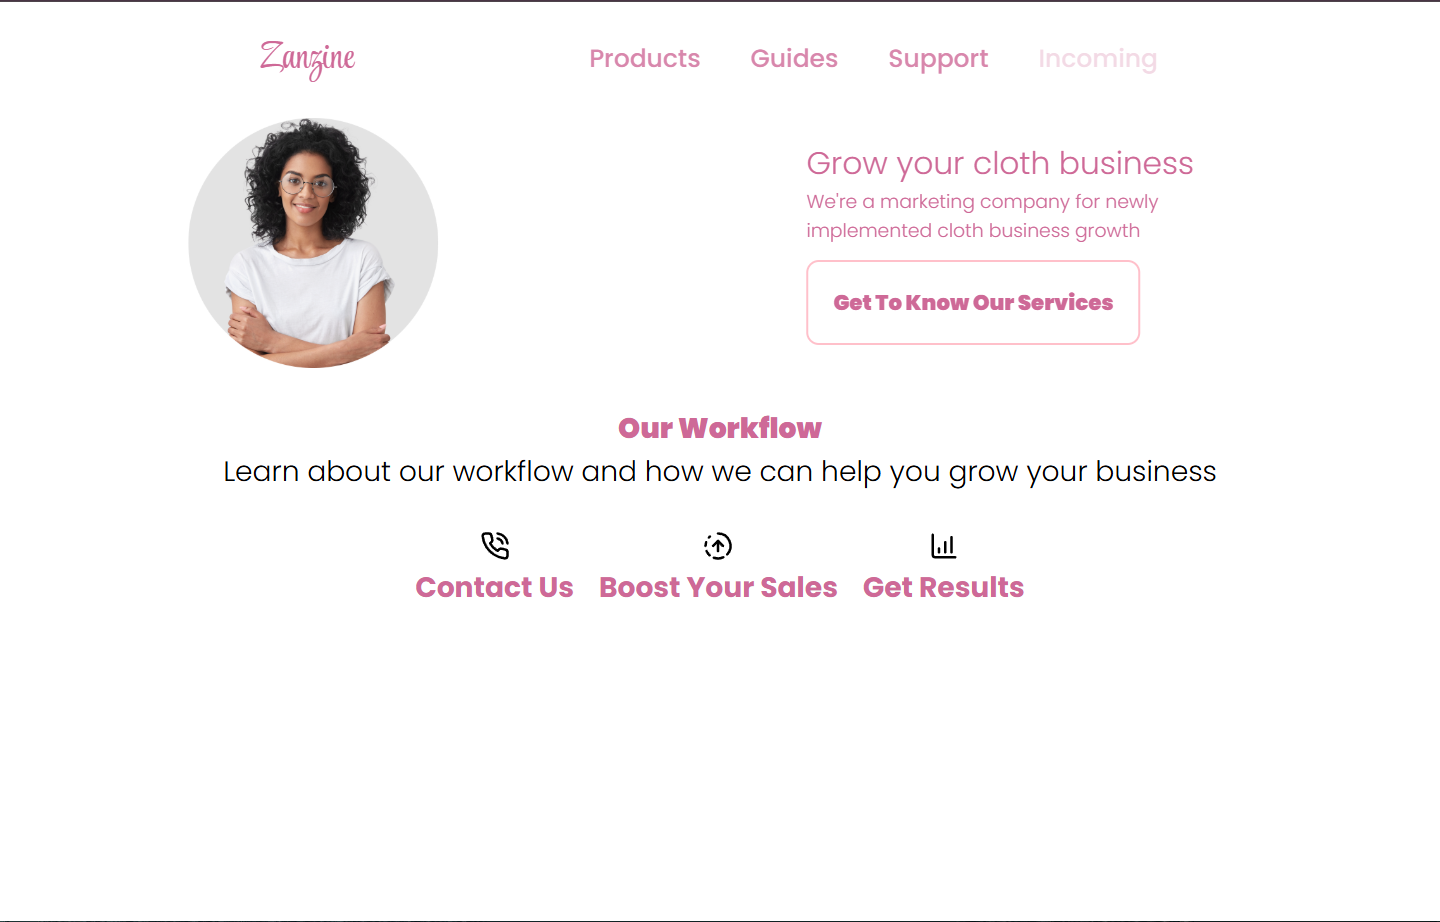 Zanzine
Products Guides Support Incoming
Grow your cloth business
We're a marketing company for newly
implemented cloth business growth
Get To Know Our Services
Our Workflow
Learn about our workflow and how we can help you grow your business
Contact Us Boost Your Sales Get Results